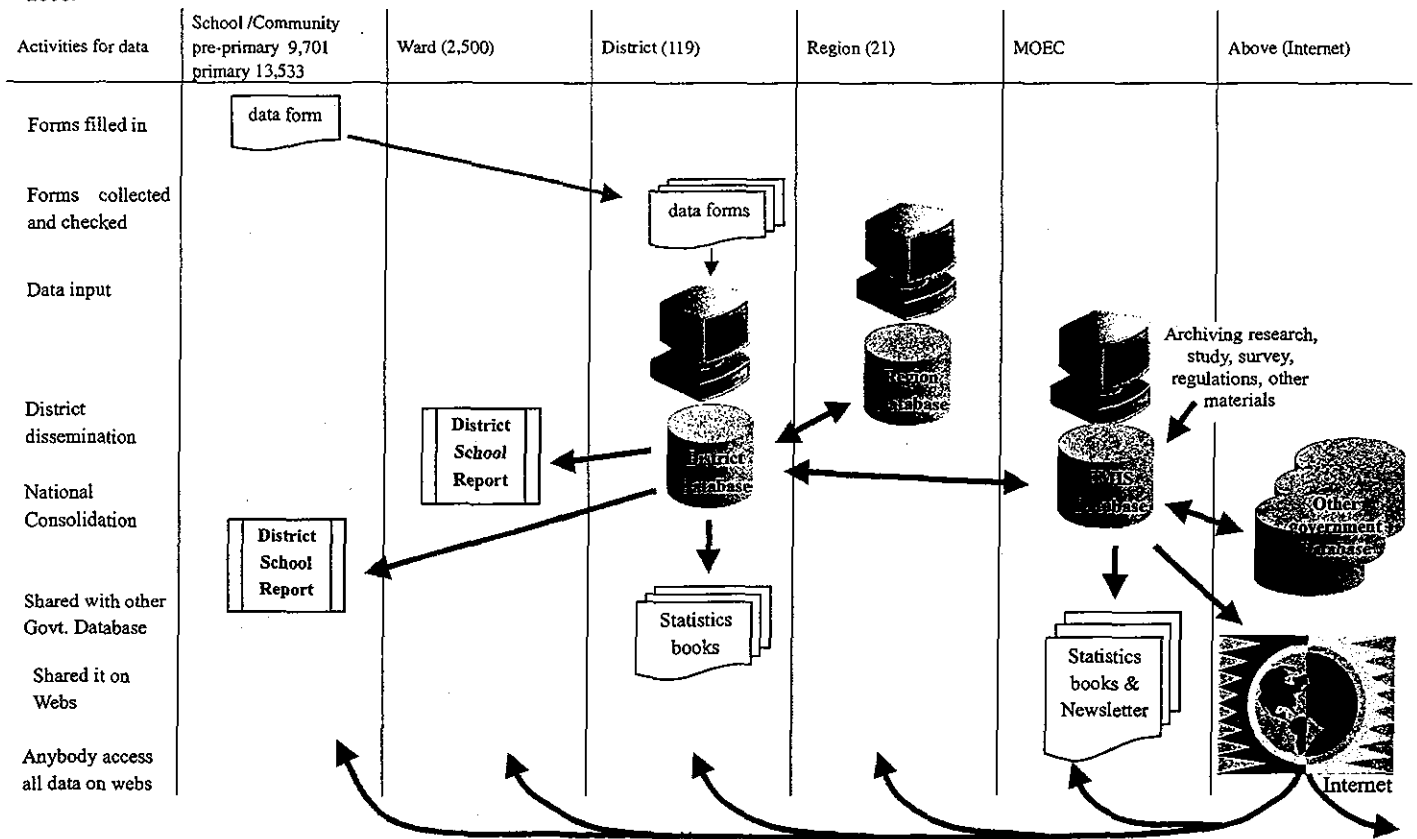 School /Community
Activities for data
pre-primary 9,701
primary 13,533
Ward (2,500)
District (119)
Region (21)
MOEC
Above (Internet)
Forms filled in
data form
Forms collected
and checked
data forms
Data input
Archiving research,
study, survey,
regulations, other
materials
Region
District
dissemination
District
School
Report
District
National
Consolidation
District
School
Report
Other
government
Shared with other
Govt. Database
Statistics
books
Shared it on
Webs
Statistics
books &
Newsletter
Anybody access
all data on webs
Internet